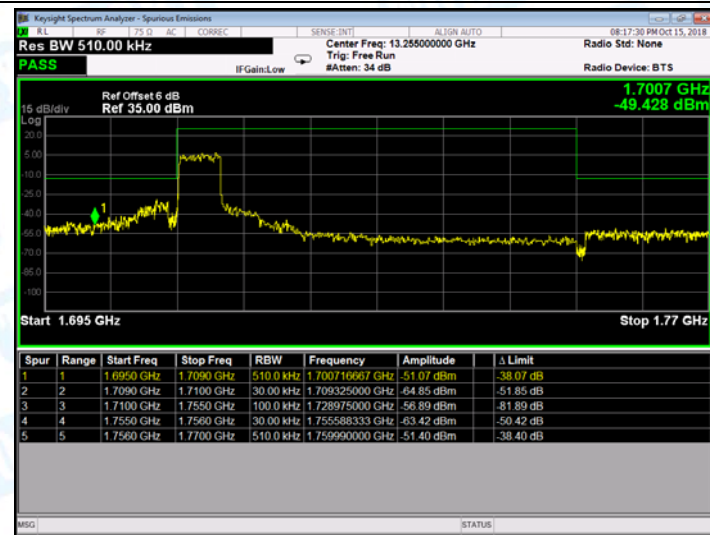 Keysight Spectrum Analyzer - Spurious Emissions
RL RF 75 Ω AC CORREC SENSE:INT ALIGN AUTO 08:17:30 PM Oct 15, 2018
Res BW 510.00 kHz Center Freq: 13.255000000 GHz Radio Std: None
Trig: Free Run
PASS IFGain:Low #Atten: 34 dB Radio Device: BTS
1.7007 GHz
Ref Offset 6 dB
15 dB/div Ref 35.00 dBm -49.428 dBm
Log
20.0
5.00
-10.0
-25.0
-40.0
1
-55.0
-70.0
-85.0
-100
Start 1.695 GHz Stop 1.77 GHz
Spur Range Start Freq Stop Freq RBW Frequency Amplitude Δ Limit
1 1 1.6950 GHz 1.7090 GHz 510.0 kHz 1.700716667 GHz -51.07 dBm -38.07 dB
2 2 1.7090 GHz 1.7100 GHz 30.00 kHz 1.709325000 GHz -64.85 dBm -51.85 dB
3 3 1.7100 GHz 1.7550 GHz 100.0 kHz 1.728975000 GHz -56.89 dBm -81.89 dB
4 4 1.7550 GHz 1.7560 GHz 30.00 kHz 1.755588333 GHz -63.42 dBm -50.42 dB
5 5 1.7560 GHz 1.7700 GHz 510.0 kHz 1.759990000 GHz -51.40 dBm -38.40 dB
MSG STATUS